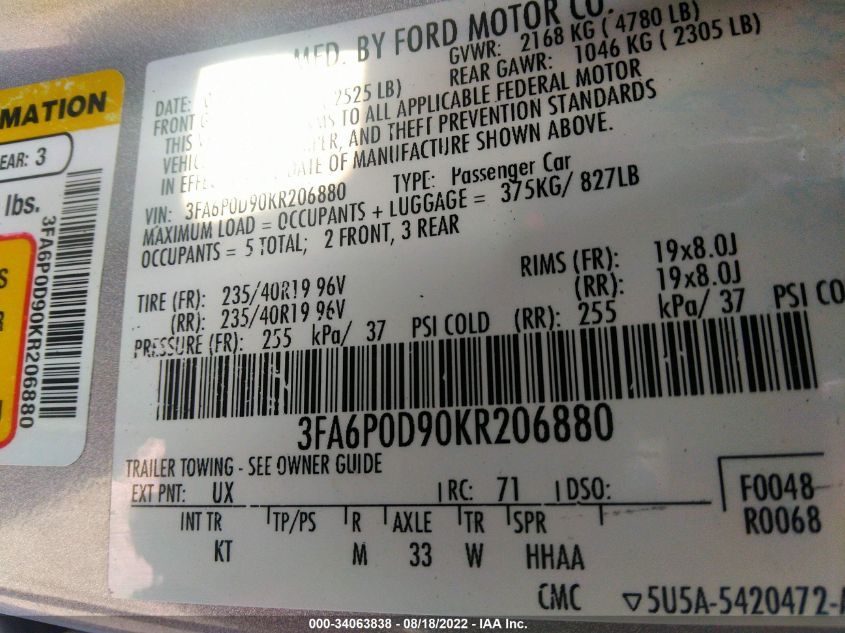 MATION
EAR: 3
lbs.
3FA6P0D90KR206880
S
R
MFD. BY FORD MOTOR CO.
DATE: GVWR: 2168 KG ( 4780 LB)
FRONT 2525 LB) REAR GAWR: 1046 KG ( 2305 LB)
THIS TO ALL APPLICABLE FEDERAL MOTOR
AND THEFT PREVENTION STANDARDS
IN OF MANUFACTURE SHOWN ABOVE.
VIN: 3FA6P0D90KR206880 TYPE: Passenger Car
MAXIMUM LOAD = OCCUPANTS + LUGGAGE = 375KG/ 827LB
OCCUPANTS = 5 TOTAL; 2 FRONT, 3 REAR
TIRE (FR): 235/40R19 96V RIMS (FR): 19x8.0J
(RR): 235/40R19 96V (RR): 19x8.0J
PRESSURE (FR): 255 kPa/ 37 PSI COLD (RR): 255 kPa/ 37 PSI CO
3FA6P0D90KR206880
TRAILER TOWING - SEE OWNER GUIDE
EXT PNT: UX RC: 71 DSO: F0048
INT TR TP/PS R AXLE TR SPR R0068
KT M 33 W HHAA
CMC ▽5U5A-5420472-A
000-34063838 - 08/18/2022 - IAA Inc.